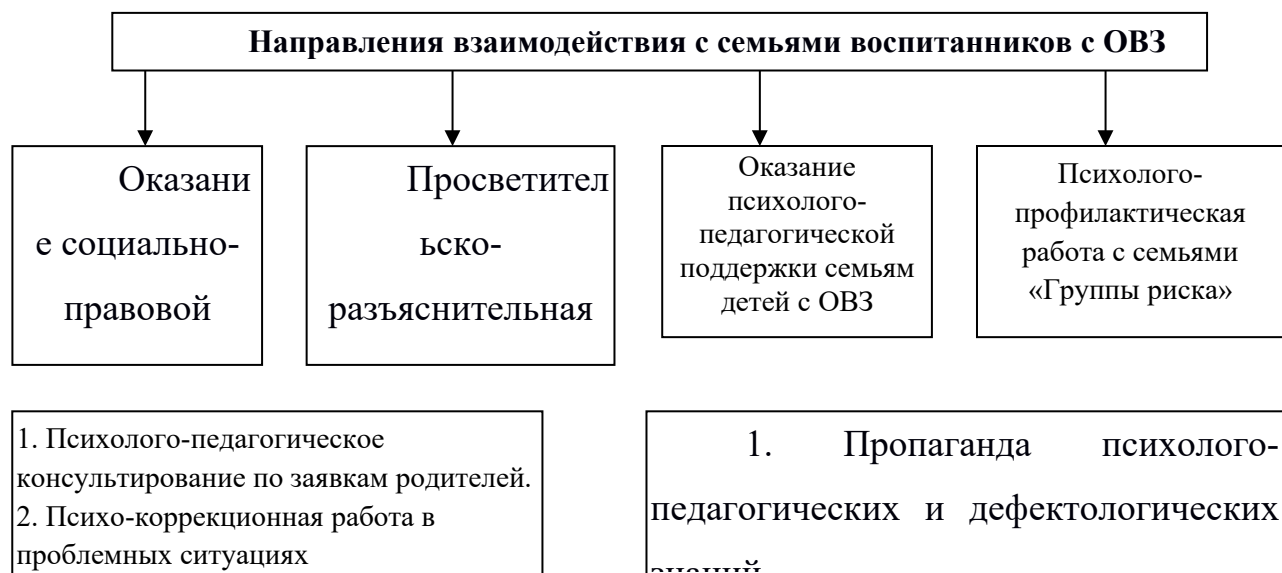 Направления взаимодействия с семьями воспитанников с ОВЗ
Оказани
е социально-
правовой
Просветител
ьско-
разъяснительная
Оказание
психолого-
педагогической
поддержки семьям
детей с ОВЗ
Психолого-
профилактическая
работа с семьями
«Группы риска»
1. Психолого-педагогическое
консультирование по заявкам родителей.
2. Психо-коррекционная работа в
проблемных ситуациях
1. Пропаганда психолого-
педагогических и дефектологических
знаний